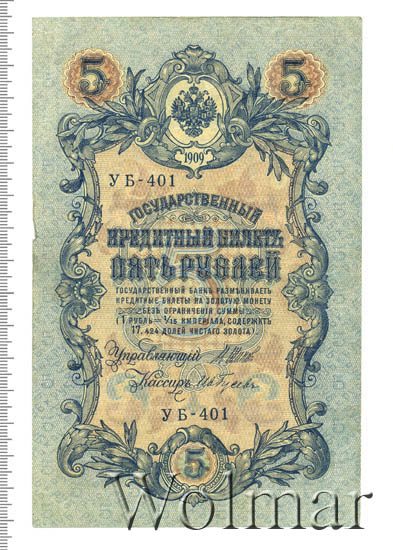 5 5
1909
УБ-401
ГОСУДАРСТВЕННЫЙ
КРЕДИТНЫЙ БИЛЕТЪ
ПЯТЬ РУБЛЕЙ
ГОСУДАРСТВЕННЫЙ БАНКЪ РАЗМѢНИВАЕТЪ
КРЕДИТНЫЕ БИЛЕТЫ НА ЗОЛОТУЮ МОНЕТУ
БЕЗЪ ОГРАНИЧЕНІЯ СУММЫ
(1 РУБЛЬ = 1/15 ИМПЕРІАЛА, СОДЕРЖИТЪ
17,424 ДОЛЕЙ ЧИСТАГО ЗОЛОТА)
Управляющій
Кассиръ
УБ-401
5
Wolmar